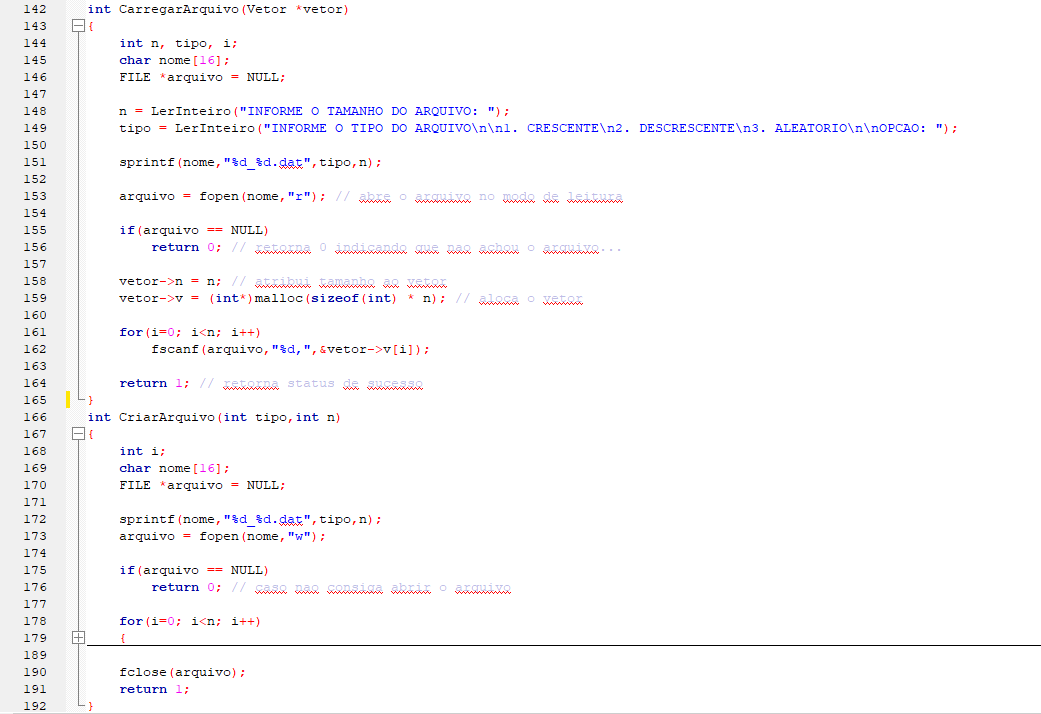 142 int CarregarArquivo(Vetor *vetor)
143 {
144 int n, tipo, i;
145 char nome[16];
146 FILE *arquivo = NULL;
147
148 n = LerInteiro("INFORME O TAMANHO DO ARQUIVO: ");
149 tipo = LerInteiro("INFORME O TIPO DO ARQUIVO\n\n1. CRESCENTE\n2. DESCRESCENTE\n3. ALEATORIO\n\nOPCAO: ");
150
151 sprintf(nome,"%d_%d.dat",tipo,n);
152
153 arquivo = fopen(nome,"r"); // abre o arquivo no modo de leitura
154
155 if(arquivo == NULL)
156 return 0; // retorna 0 indicando que nao achou o arquivo...
157
158 vetor->n = n; // atribui tamanho ao vetor
159 vetor->v = (int*)malloc(sizeof(int) * n); // aloca o vetor
160
161 for(i=0; i<n; i++)
162 fscanf(arquivo,"%d,",&vetor->v[i]);
163
164 return 1; // retorna status de sucesso
165 }
166 int CriarArquivo(int tipo,int n)
167 {
168 int i;
169 char nome[16];
170 FILE *arquivo = NULL;
171
172 sprintf(nome,"%d_%d.dat",tipo,n);
173 arquivo = fopen(nome,"w");
174
175 if(arquivo == NULL)
176 return 0; // caso nao consiga abrir o arquivo
177
178 for(i=0; i<n; i++)
179 {
189
190 fclose(arquivo);
191 return 1;
192 }